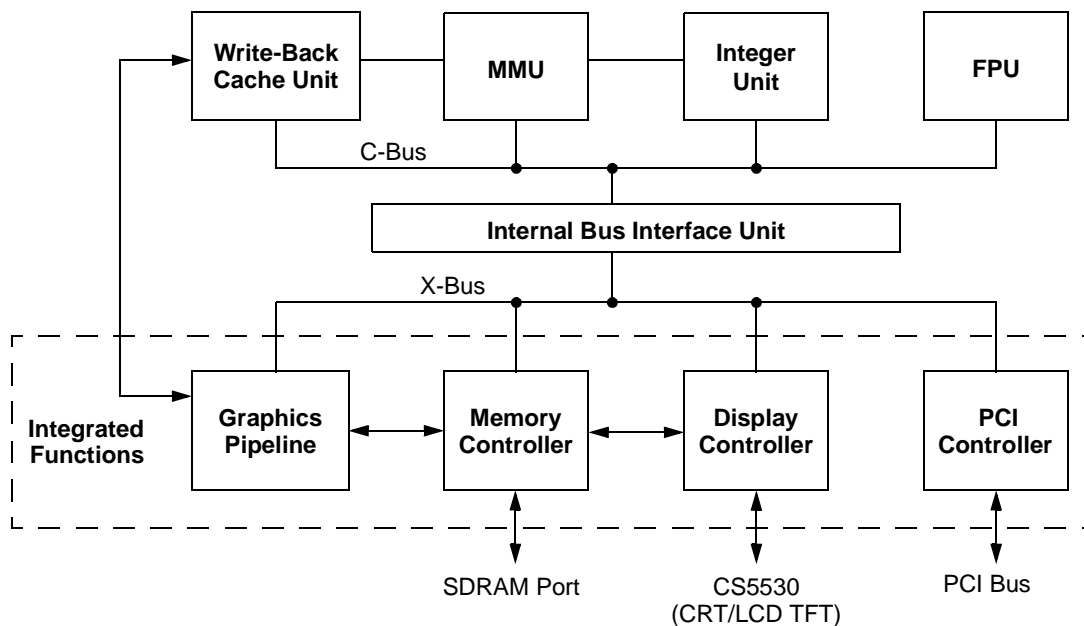 Write-Back
Cache Unit
MMU
Integer
Unit
FPU
C-Bus
Internal Bus Interface Unit
X-Bus
Integrated
Functions
Graphics
Pipeline
Memory
Controller
Display
Controller
PCI
Controller
SDRAM Port
CS5530
(CRT/LCD TFT)
PCI Bus